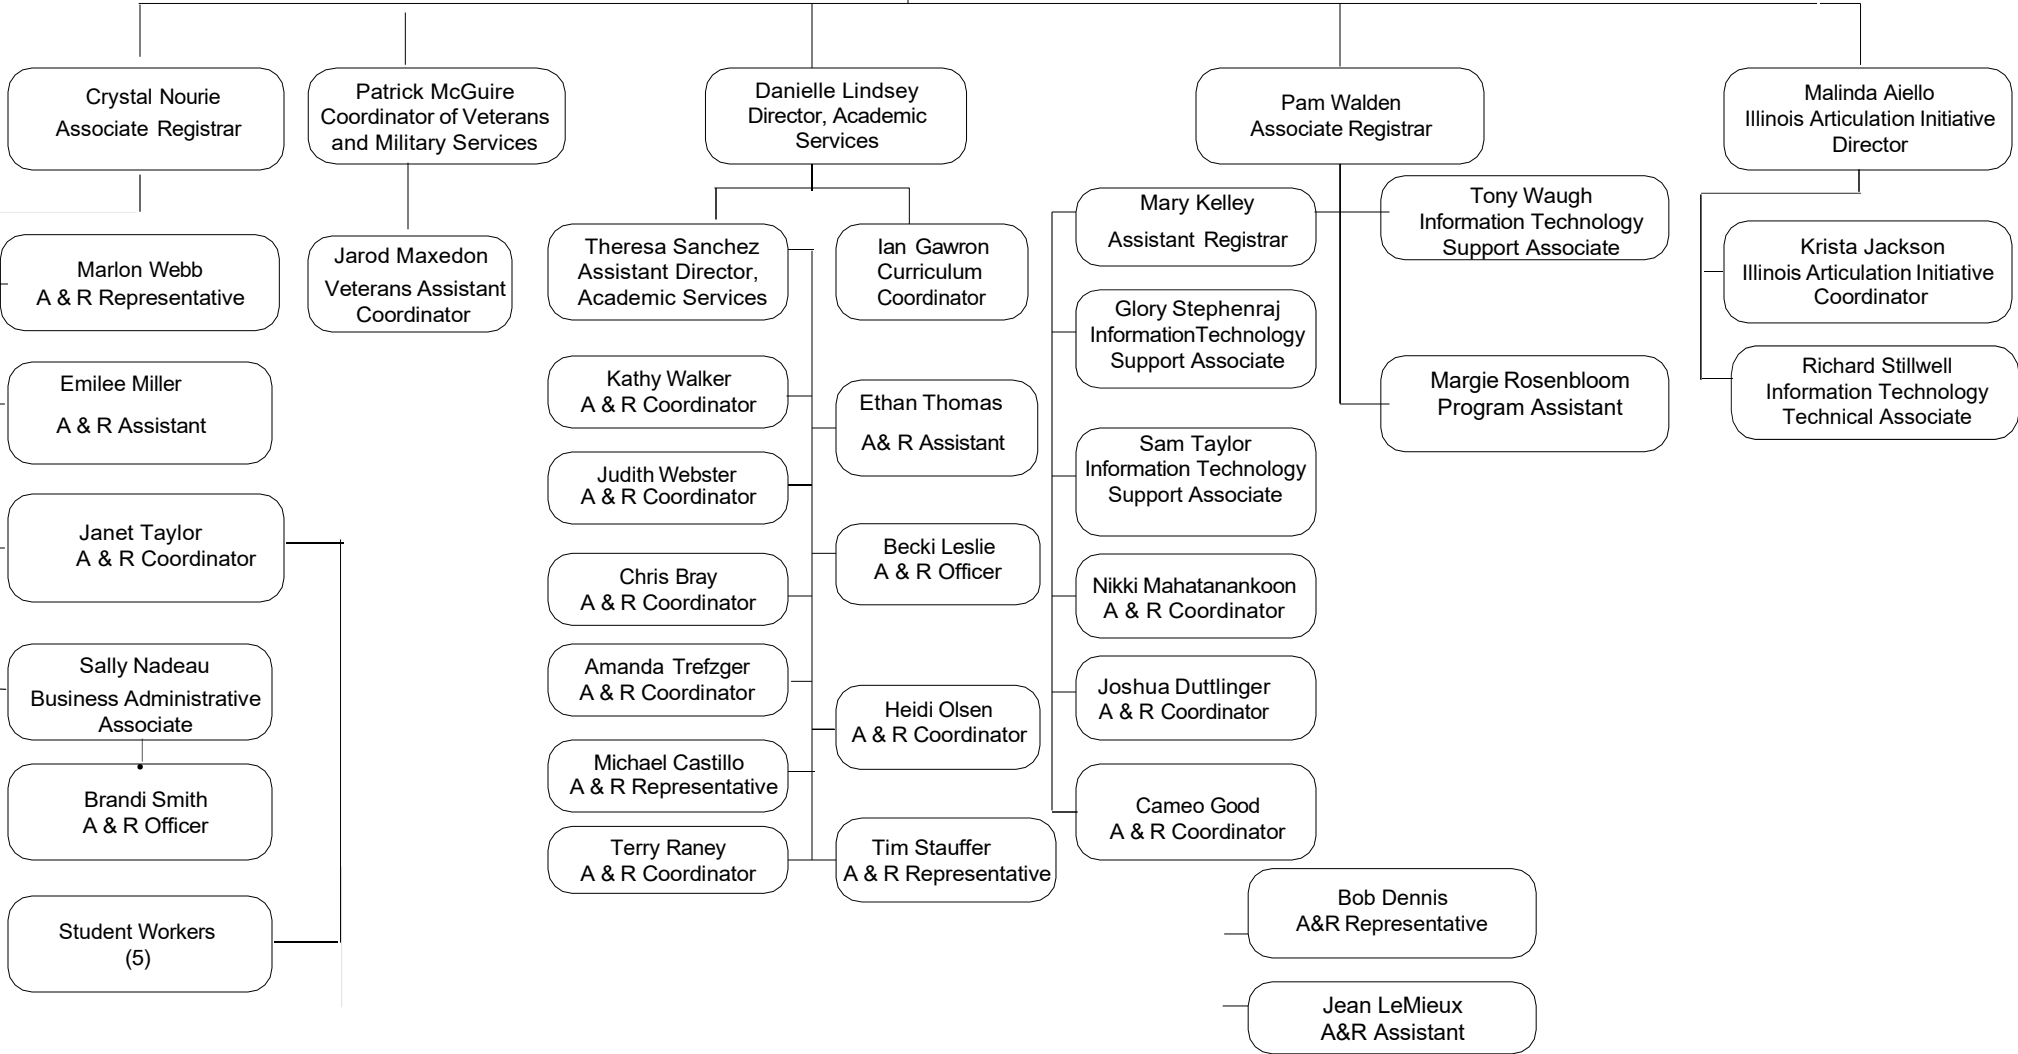 Crystal Nourie
Associate Registrar
Patrick McGuire
Coordinator of Veterans
and Military Services
Danielle Lindsey
Director, Academic
Services
Pam Walden
Associate Registrar
Malinda Aiello
Illinois Articulation Initiative
Director
Marlon Webb
A & R Representative
Emilee Miller
A & R Assistant
Janet Taylor
A & R Coordinator
Sally Nadeau
Business Administrative
Associate
Brandi Smith
A & R Officer
Student Workers
(5)
Jarod Maxedon
Veterans Assistant
Coordinator
Theresa Sanchez
Assistant Director,
Academic Services
Ian Gawron
Curriculum
Coordinator
Kathy Walker
A & R Coordinator
Judith Webster
A & R Coordinator
Chris Bray
A & R Coordinator
Amanda Trefzger
A & R Coordinator
Michael Castillo
A & R Representative
Terry Raney
A & R Coordinator
Ethan Thomas
A& R Assistant
Becki Leslie
A & R Officer
Heidi Olsen
A & R Coordinator
Tim Stauffer
A & R Representative
Mary Kelley
Assistant Registrar
Glory Stephenraj
InformationTechnology
Support Associate
Sam Taylor
Information Technology
Support Associate
Nikki Mahatanankoon
A & R Coordinator
Joshua Duttlinger
A & R Coordinator
Cameo Good
A & R Coordinator
Tony Waugh
Information Technology
Support Associate
Margie Rosenbloom
Program Assistant
Bob Dennis
A&R Representative
Jean LeMieux
A&R Assistant
Krista Jackson
Illinois Articulation Initiative
Coordinator
Richard Stillwell
Information Technology
Technical Associate